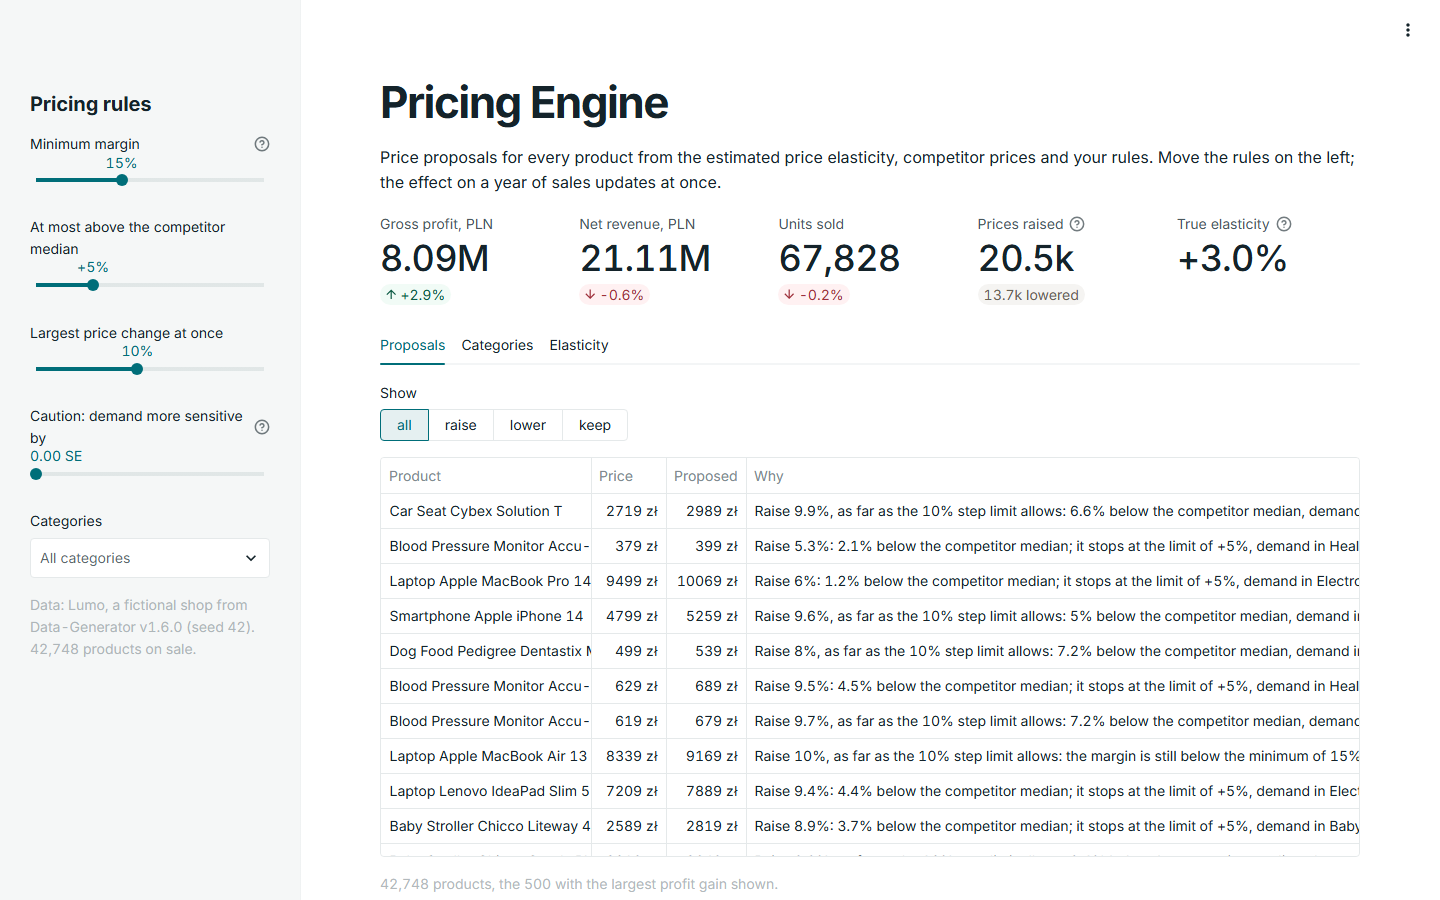 Pricing rules
Minimum margin
15%
At most above the competitor
median
+5%
Largest price change at once
10%
Caution: demand more sensitive
by
0.00 SE
Categories
All categories
Data: Lumo, a fictional shop from
Data-Generator v1.6.0 (seed 42).
42,748 products on sale.
Pricing Engine
Price proposals for every product from the estimated price elasticity, competitor prices and your rules. Move the rules on the left;
the effect on a year of sales updates at once.
Gross profit, PLN Net revenue, PLN Units sold Prices raised True elasticity
8.09M 21.11M 67,828 20.5k +3.0%
↑ +2.9% ↓ -0.6% ↓ -0.2% 13.7k lowered
Proposals Categories Elasticity
Show
all raise lower keep
Product Price Proposed Why
Car Seat Cybex Solution T 2719 zł 2989 zł Raise 9.9%, as far as the 10% step limit allows: 6.6% below the competitor median, demand
Blood Pressure Monitor Accu- 379 zł 399 zł Raise 5.3%: 2.1% below the competitor median; it stops at the limit of +5%, demand in Heal
Laptop Apple MacBook Pro 14 9499 zł 10069 zł Raise 6%: 1.2% below the competitor median; it stops at the limit of +5%, demand in Electro
Smartphone Apple iPhone 14 4799 zł 5259 zł Raise 9.6%, as far as the 10% step limit allows: 5% below the competitor median, demand i
Dog Food Pedigree Dentastix 499 zł 539 zł Raise 8%, as far as the 10% step limit allows: 7.2% below the competitor median, demand i
Blood Pressure Monitor Accu- 629 zł 689 zł Raise 9.5%: 4.5% below the competitor median; it stops at the limit of +5%, demand in Heal
Blood Pressure Monitor Accu- 619 zł 679 zł Raise 9.7%, as far as the 10% step limit allows: 7.2% below the competitor median, demand
Laptop Apple MacBook Air 13 8339 zł 9169 zł Raise 10%, as far as the 10% step limit allows: the margin is still below the minimum of 15%
Laptop Lenovo IdeaPad Slim 5 7209 zł 7889 zł Raise 9.4%: 4.4% below the competitor median; it stops at the limit of +5%, demand in Elect
Baby Stroller Chicco Liteway 4 2589 zł 2819 zł Raise 8.9%: 3.7% below the competitor median; it stops at the limit of +5%, demand in Baby
42,748 products, the 500 with the largest profit gain shown.